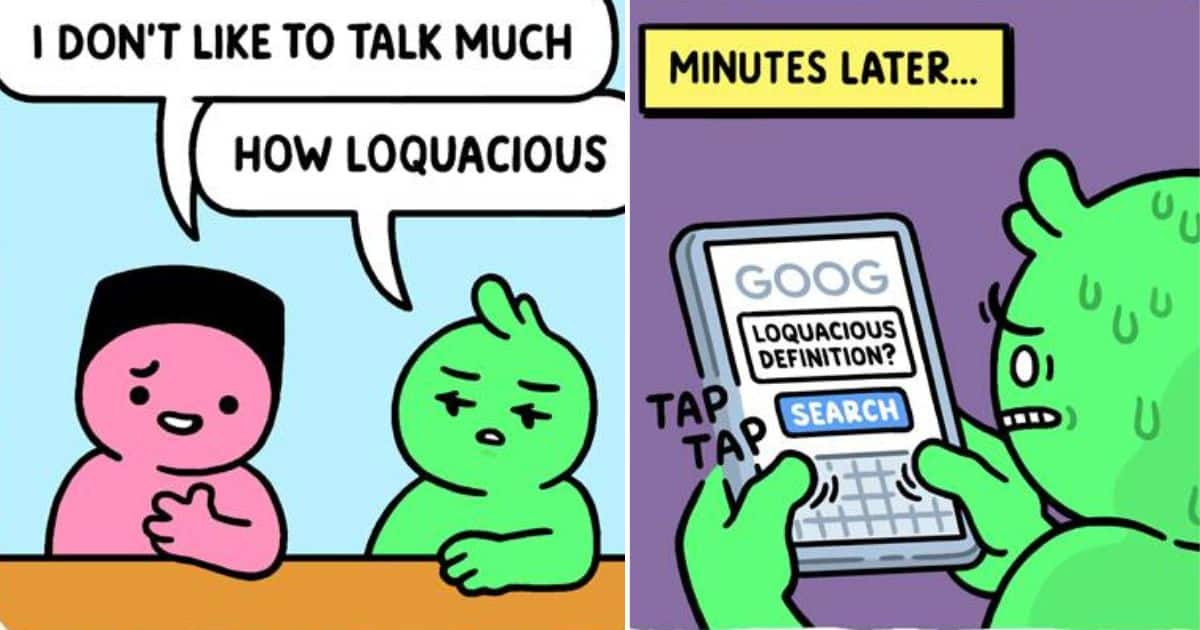 I DON'T LIKE TO TALK MUCH
HOW LOQUACIOUS
MINUTES LATER...
GOOG
LOQUACIOUS
DEFINITION?
SEARCH
TAP
TAP